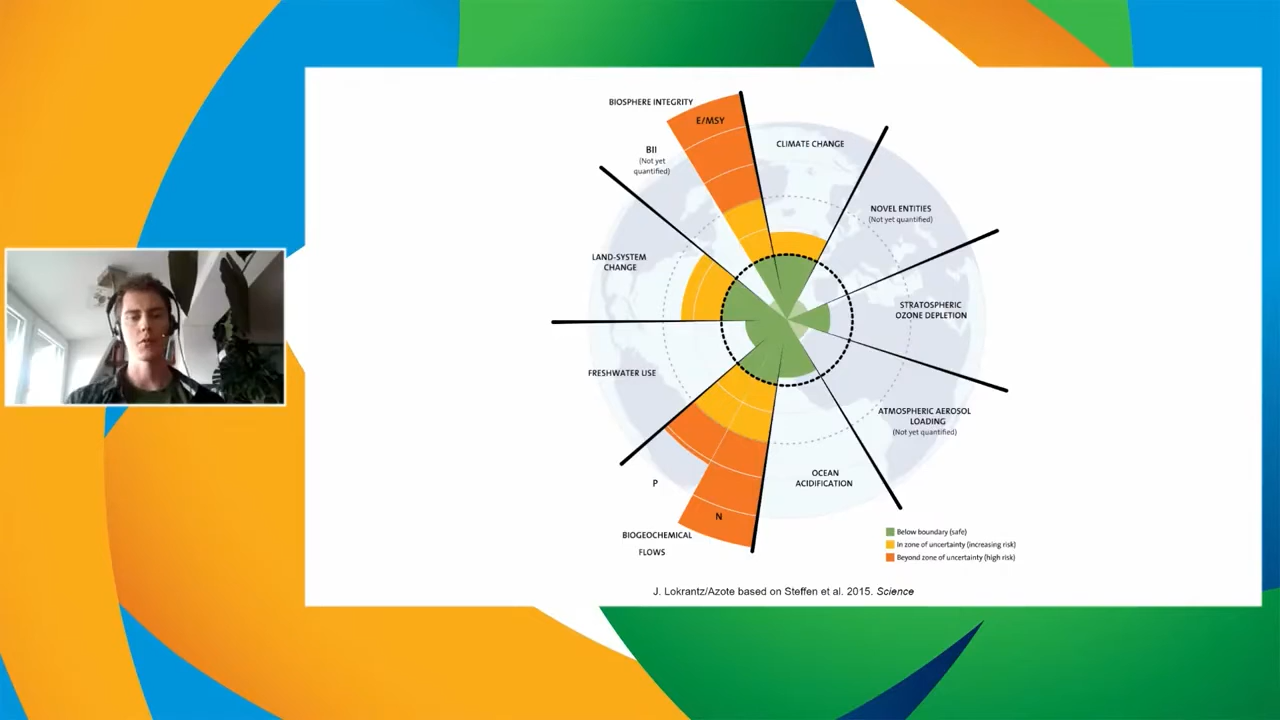 BIOSPHERE INTEGRITY
E/MSY
BII
(Not yet
quantified)
CLIMATE CHANGE
NOVEL ENTITIES
(Not yet quantified)
LAND-SYSTEM
CHANGE
STRATOSPHERIC
OZONE DEPLETION
FRESHWATER USE
ATMOSPHERIC AEROSOL
LOADING
(Not yet quantified)
OCEAN
ACIDIFICATION
P
N
BIOGEOCHEMICAL
FLOWS
Below boundary (safe)
In zone of uncertainty (increasing risk)
Beyond zone of uncertainty (high risk)
J. Lokrantz/Azote based on Steffen et al. 2015. Science